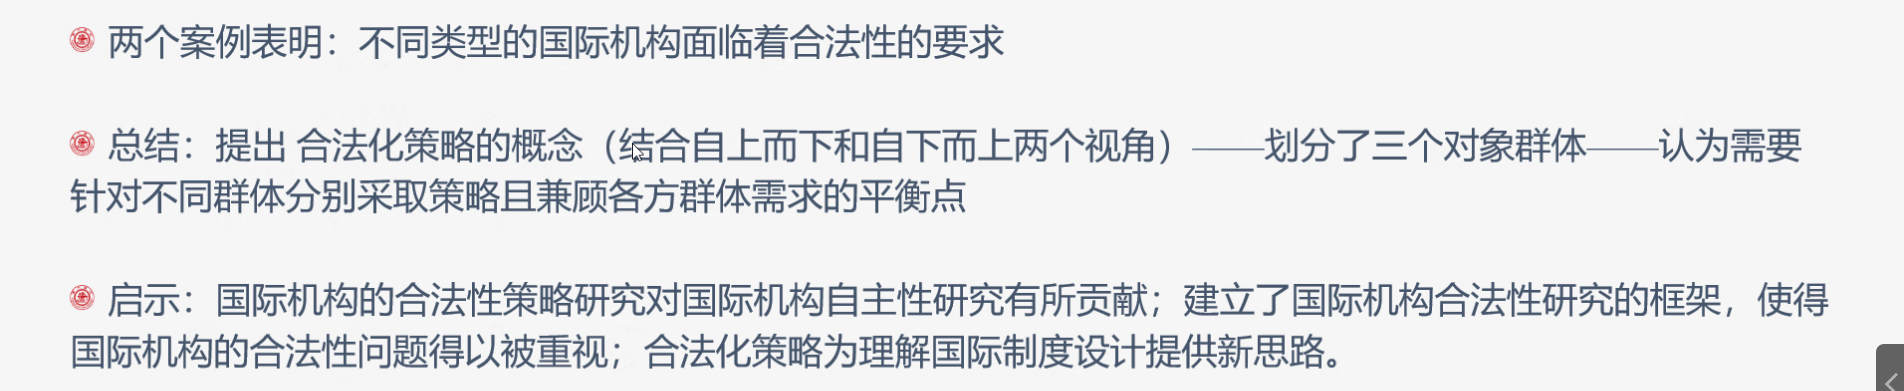 两个案例表明：不同类型的国际机构面临着合法性的要求
总结：提出 合法化策略的概念（结合自上而下和自下而上两个视角）——划分了三个对象群体——认为需要
针对不同群体分别采取策略且兼顾各方群体需求的平衡点
启示：国际机构的合法性策略研究对国际机构自主性研究有所贡献；建立了国际机构合法性研究的框架，使得
国际机构的合法性问题得以被重视；合法化策略为理解国际制度设计提供新思路。